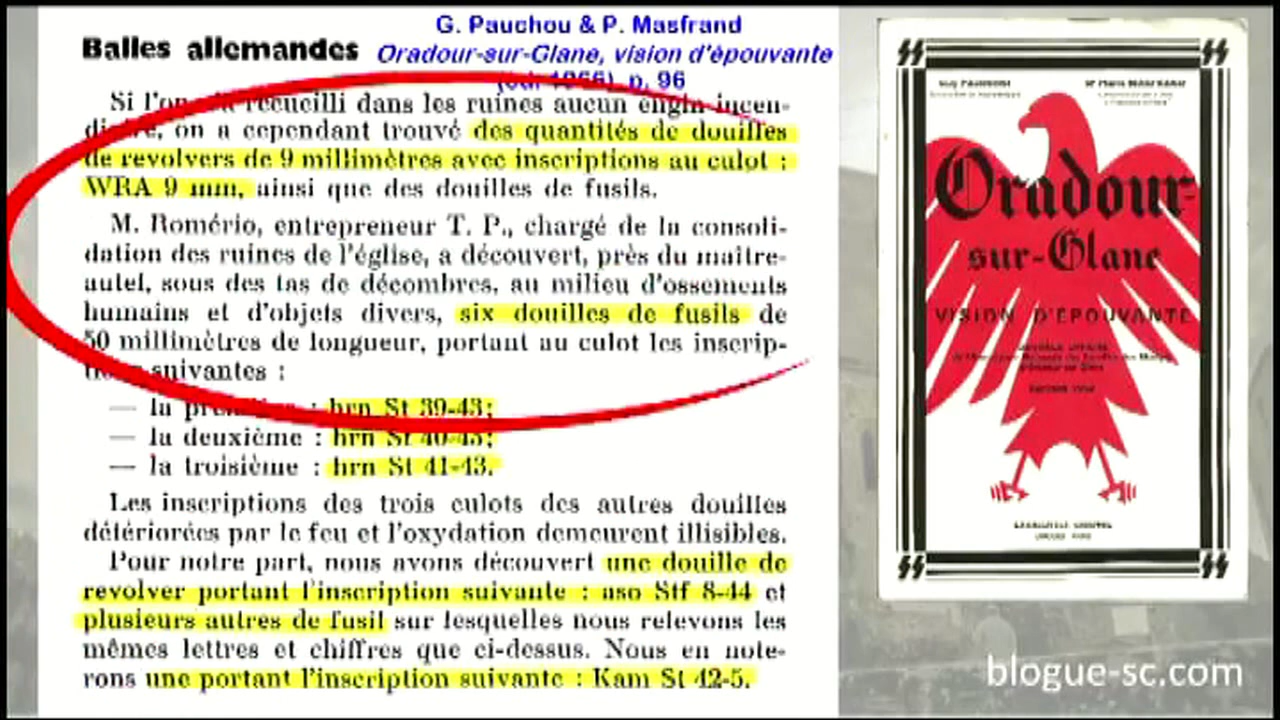 G. Pauchou & P. Masfrand
Balles allemandes
Oradour-sur-Glane, vision d'épouvante
p. 96
Si l'on recueilli dans les ruines aucun engin incen-
on a cependant trouvé des quantités de douilles
de revolvers de 9 millimètres avec inscriptions au culot :
WRA 9 mm, ainsi que des douilles de fusils.
M. Romério, entrepreneur T. P., chargé de la consoli-
dation des ruines de l'église, a découvert, près du maître-
autel, sous des tas de décombres, au milieu d'ossements
humains et d'objets divers, six douilles de fusils de
50 millimètres de longueur, portant au culot les inscrip-
suivantes :
— la première : hrn St 39-43;
— la deuxième : hrn St 40-43;
— la troisième : hrn St 41-43.
Les inscriptions des trois culots des autres douilles
détériorées par le feu et l'oxydation demeurent illisibles.
Pour notre part, nous avons découvert une douille de
revolver portant l'inscription suivante : aso Stf 8-44 et
plusieurs autres de fusil sur lesquelles nous relevons les
mêmes lettres et chiffres que ci-dessus. Nous en note-
rons une portant l'inscription suivante : Kam St 42-5.
Oradour-
sur-Glane
VISION D'ÉPOUVANTE
blogue-sc.com